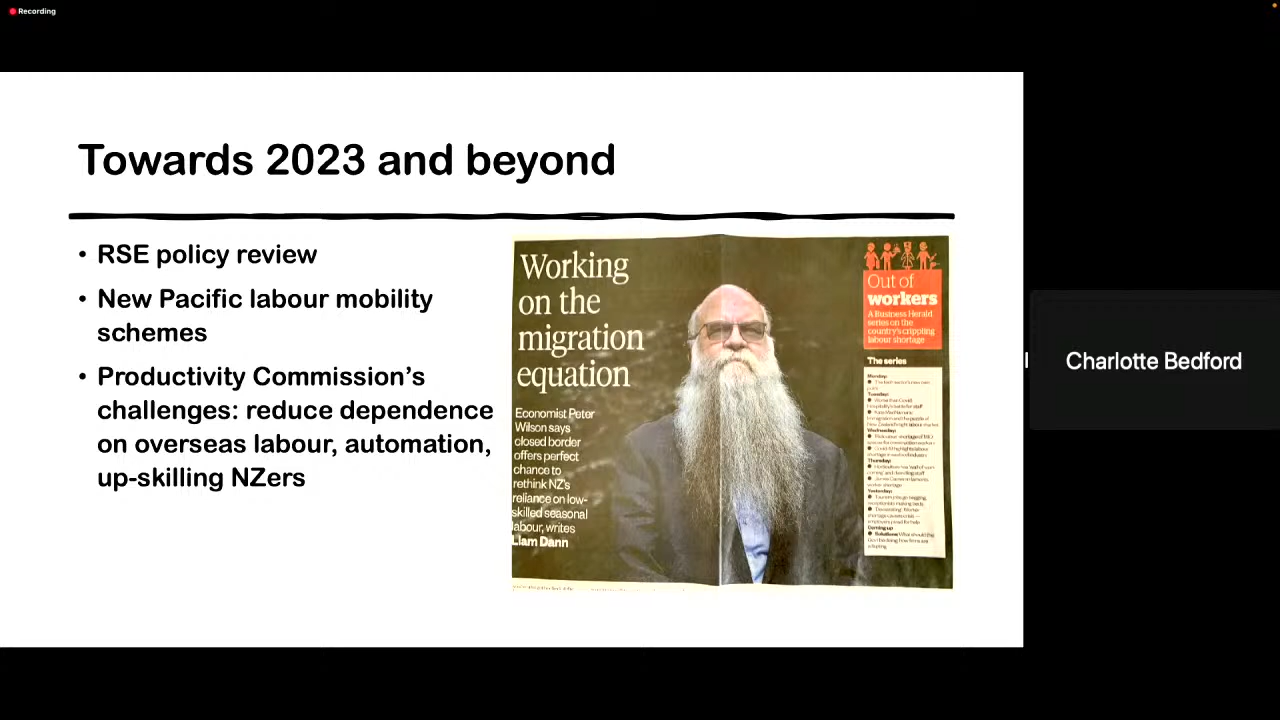 Recording
Towards 2023 and beyond
• RSE policy review
• New Pacific labour mobility
schemes
• Productivity Commission’s
challenges: reduce dependence
on overseas labour, automation,
up-skilling NZers
Working
on the
migration
equation
Economist Peter
Wilson says
closed border
offers perfect
chance to
rethink NZ's
reliance on low-
skilled seasonal
labour, writes
Liam Dann
Out of
workers
A Business Herald
series on the
country's crippling
labour shortage
The series
Monday:
Tuesday:
Wednesday:
Thursday:
Yesterday:
Coming up
Charlotte Bedford